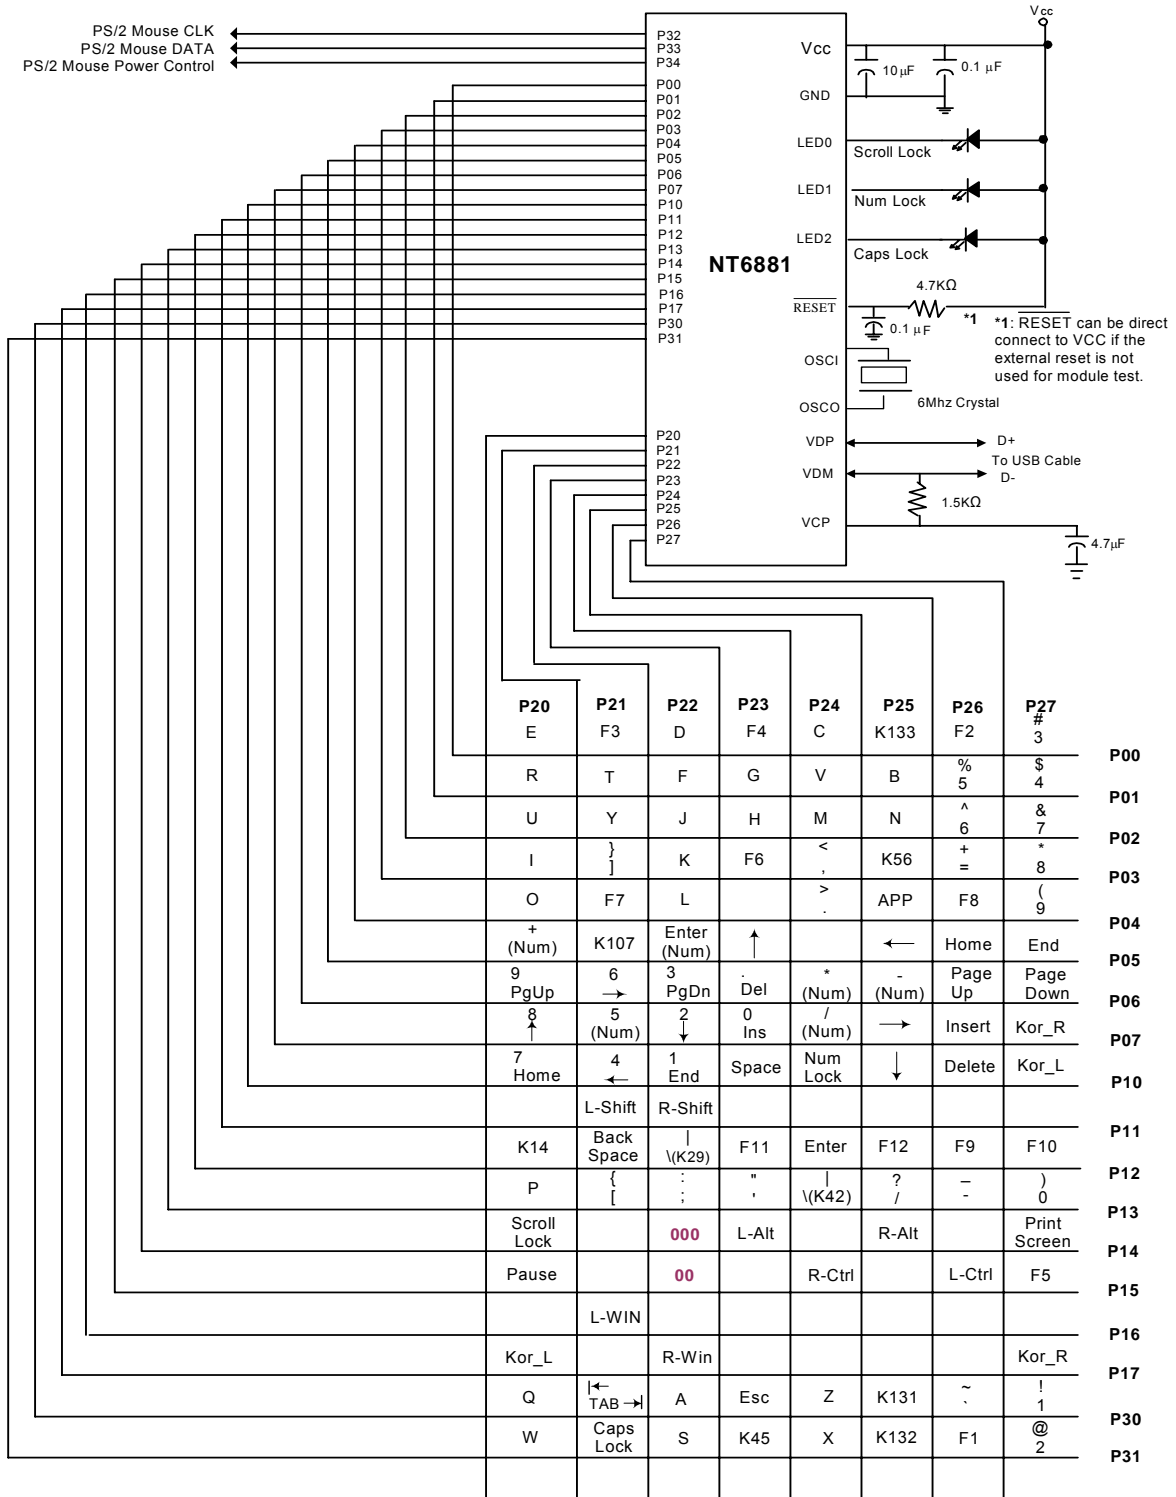 PS/2 Mouse CLK
PS/2 Mouse DATA
PS/2 Mouse Power Control
P32
P33
P34
P00
P01
P02
P03
P04
P05
P06
P07
P10
P11
P12
P13
P14
P15
P16
P17
P30
P31
P20
P21
P22
P23
P24
P25
P26
P27
NT6881
Vcc
GND
LED0
LED1
LED2
RESET
OSCI
OSCO
VDP
VDM
VCP
Vcc
10µF
0.1 µF
Scroll Lock
Num Lock
Caps Lock
4.7KΩ
0.1 µF
*1
*1: RESET can be direct
connect to VCC if the
external reset is not
used for module test.
6Mhz Crystal
D+
To USB Cable
D-
1.5KΩ
4.7µF
P20 P21 P22 P23 P24 P25 P26 P27
E F3 D F4 C K133 F2 # 3
P00
R T F G V B % 5 $ 4
P01
U Y J H M N ^ 6 & 7
P02
I } ] K F6 < , K56 + = * 8
P03
O F7 L > . APP F8 ( 9
P04
+ (Num) K107 Enter (Num) ↑ ← Home End
P05
9 PgUp 6 → 3 PgDn . Del * (Num) - (Num) Page Up Page Down
P06
8 ↑ 5 (Num) 2 ↓ 0 Ins / (Num) → Insert Kor_R
P07
7 Home 4 ← 1 End Space Num Lock ↓ Delete Kor_L
P10
L-Shift R-Shift
P11
K14 Back Space | \(K29) F11 Enter F12 F9 F10
P12
P { [ : ; " ' | \(K42) ? / _ - ) 0
P13
Scroll Lock 000 L-Alt R-Alt Print Screen
P14
Pause 00 R-Ctrl L-Ctrl F5
P15
L-WIN
P16
Kor_L R-Win Kor_R
P17
Q TAB A Esc Z K131 ~ ` ! 1
P30
W Caps Lock S K45 X K132 F1 @ 2
P31